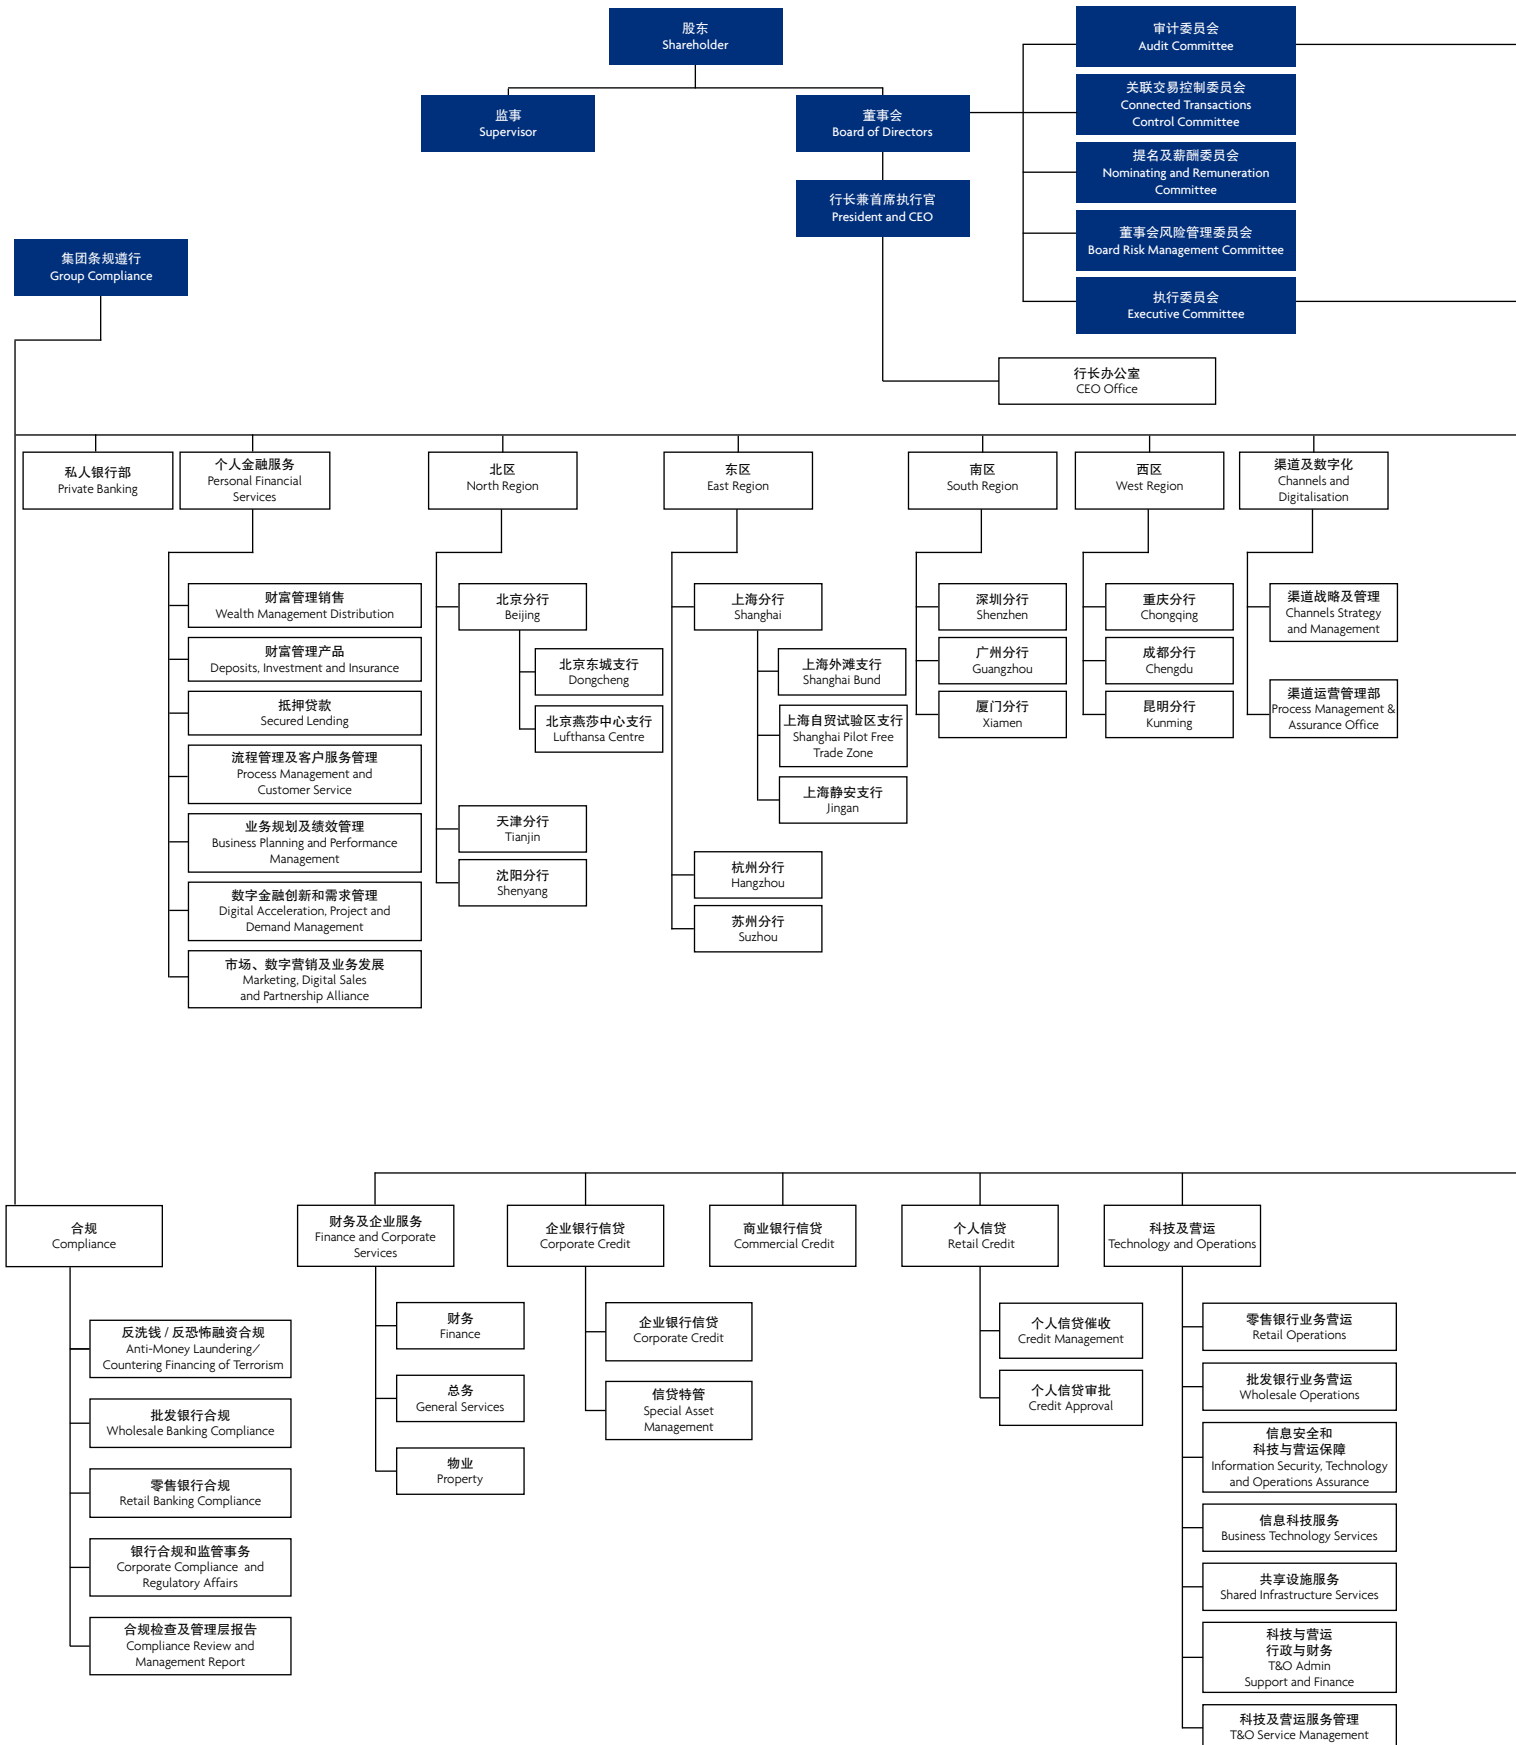 股东
Shareholder
监事
Supervisor
董事会
Board of Directors
行长兼首席执行官
President and CEO
审计委员会
Audit Committee
关联交易控制委员会
Connected Transactions
Control Committee
提名及薪酬委员会
Nominating and Remuneration
Committee
董事会风险管理委员会
Board Risk Management Committee
执行委员会
Executive Committee
集团条规遵行
Group Compliance
行长办公室
CEO Office
私人银行部
Private Banking
个人金融服务
Personal Financial
Services
北区
North Region
东区
East Region
南区
South Region
西区
West Region
渠道及数字化
Channels and
Digitalisation
财富管理销售
Wealth Management Distribution
财富管理产品
Deposits, Investment and Insurance
抵押贷款
Secured Lending
流程管理及客户服务管理
Process Management and
Customer Service
业务规划及绩效管理
Business Planning and Performance
Management
数字金融创新和需求管理
Digital Acceleration, Project and
Demand Management
市场、数字营销及业务发展
Marketing, Digital Sales
and Partnership Alliance
北京分行
Beijing
北京东城支行
Dongcheng
北京燕莎中心支行
Lufthansa Centre
天津分行
Tianjin
沈阳分行
Shenyang
上海分行
Shanghai
上海外滩支行
Shanghai Bund
上海自贸试验区支行
Shanghai Pilot Free
Trade Zone
上海静安支行
Jingan
杭州分行
Hangzhou
苏州分行
Suzhou
深圳分行
Shenzhen
广州分行
Guangzhou
厦门分行
Xiamen
重庆分行
Chongqing
成都分行
Chengdu
昆明分行
Kunming
渠道战略及管理
Channels Strategy
and Management
渠道运营管理部
Process Management &
Assurance Office
合规
Compliance
财务及企业服务
Finance and Corporate
Services
企业银行信贷
Corporate Credit
商业银行信贷
Commercial Credit
个人信贷
Retail Credit
科技及营运
Technology and Operations
反洗钱 / 反恐怖融资合规
Anti-Money Laundering/
Countering Financing of Terrorism
批发银行合规
Wholesale Banking Compliance
零售银行合规
Retail Banking Compliance
银行合规和监管事务
Corporate Compliance and
Regulatory Affairs
合规检查及管理层报告
Compliance Review and
Management Report
财务
Finance
总务
General Services
物业
Property
企业银行信贷
Corporate Credit
信贷特管
Special Asset
Management
个人信贷催收
Credit Management
个人信贷审批
Credit Approval
零售银行业务营运
Retail Operations
批发银行业务营运
Wholesale Operations
信息安全和
科技与营运保障
Information Security, Technology
and Operations Assurance
信息科技服务
Business Technology Services
共享设施服务
Shared Infrastructure Services
科技与营运
行政与财务
T&O Admin
Support and Finance
科技及营运服务管理
T&O Service Management